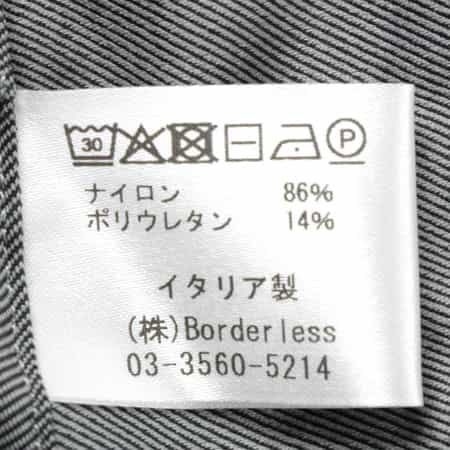 30 P
ナイロン 86%
ポリウレタン 14%
イタリア製
(株)Borderless
03-3560-5214